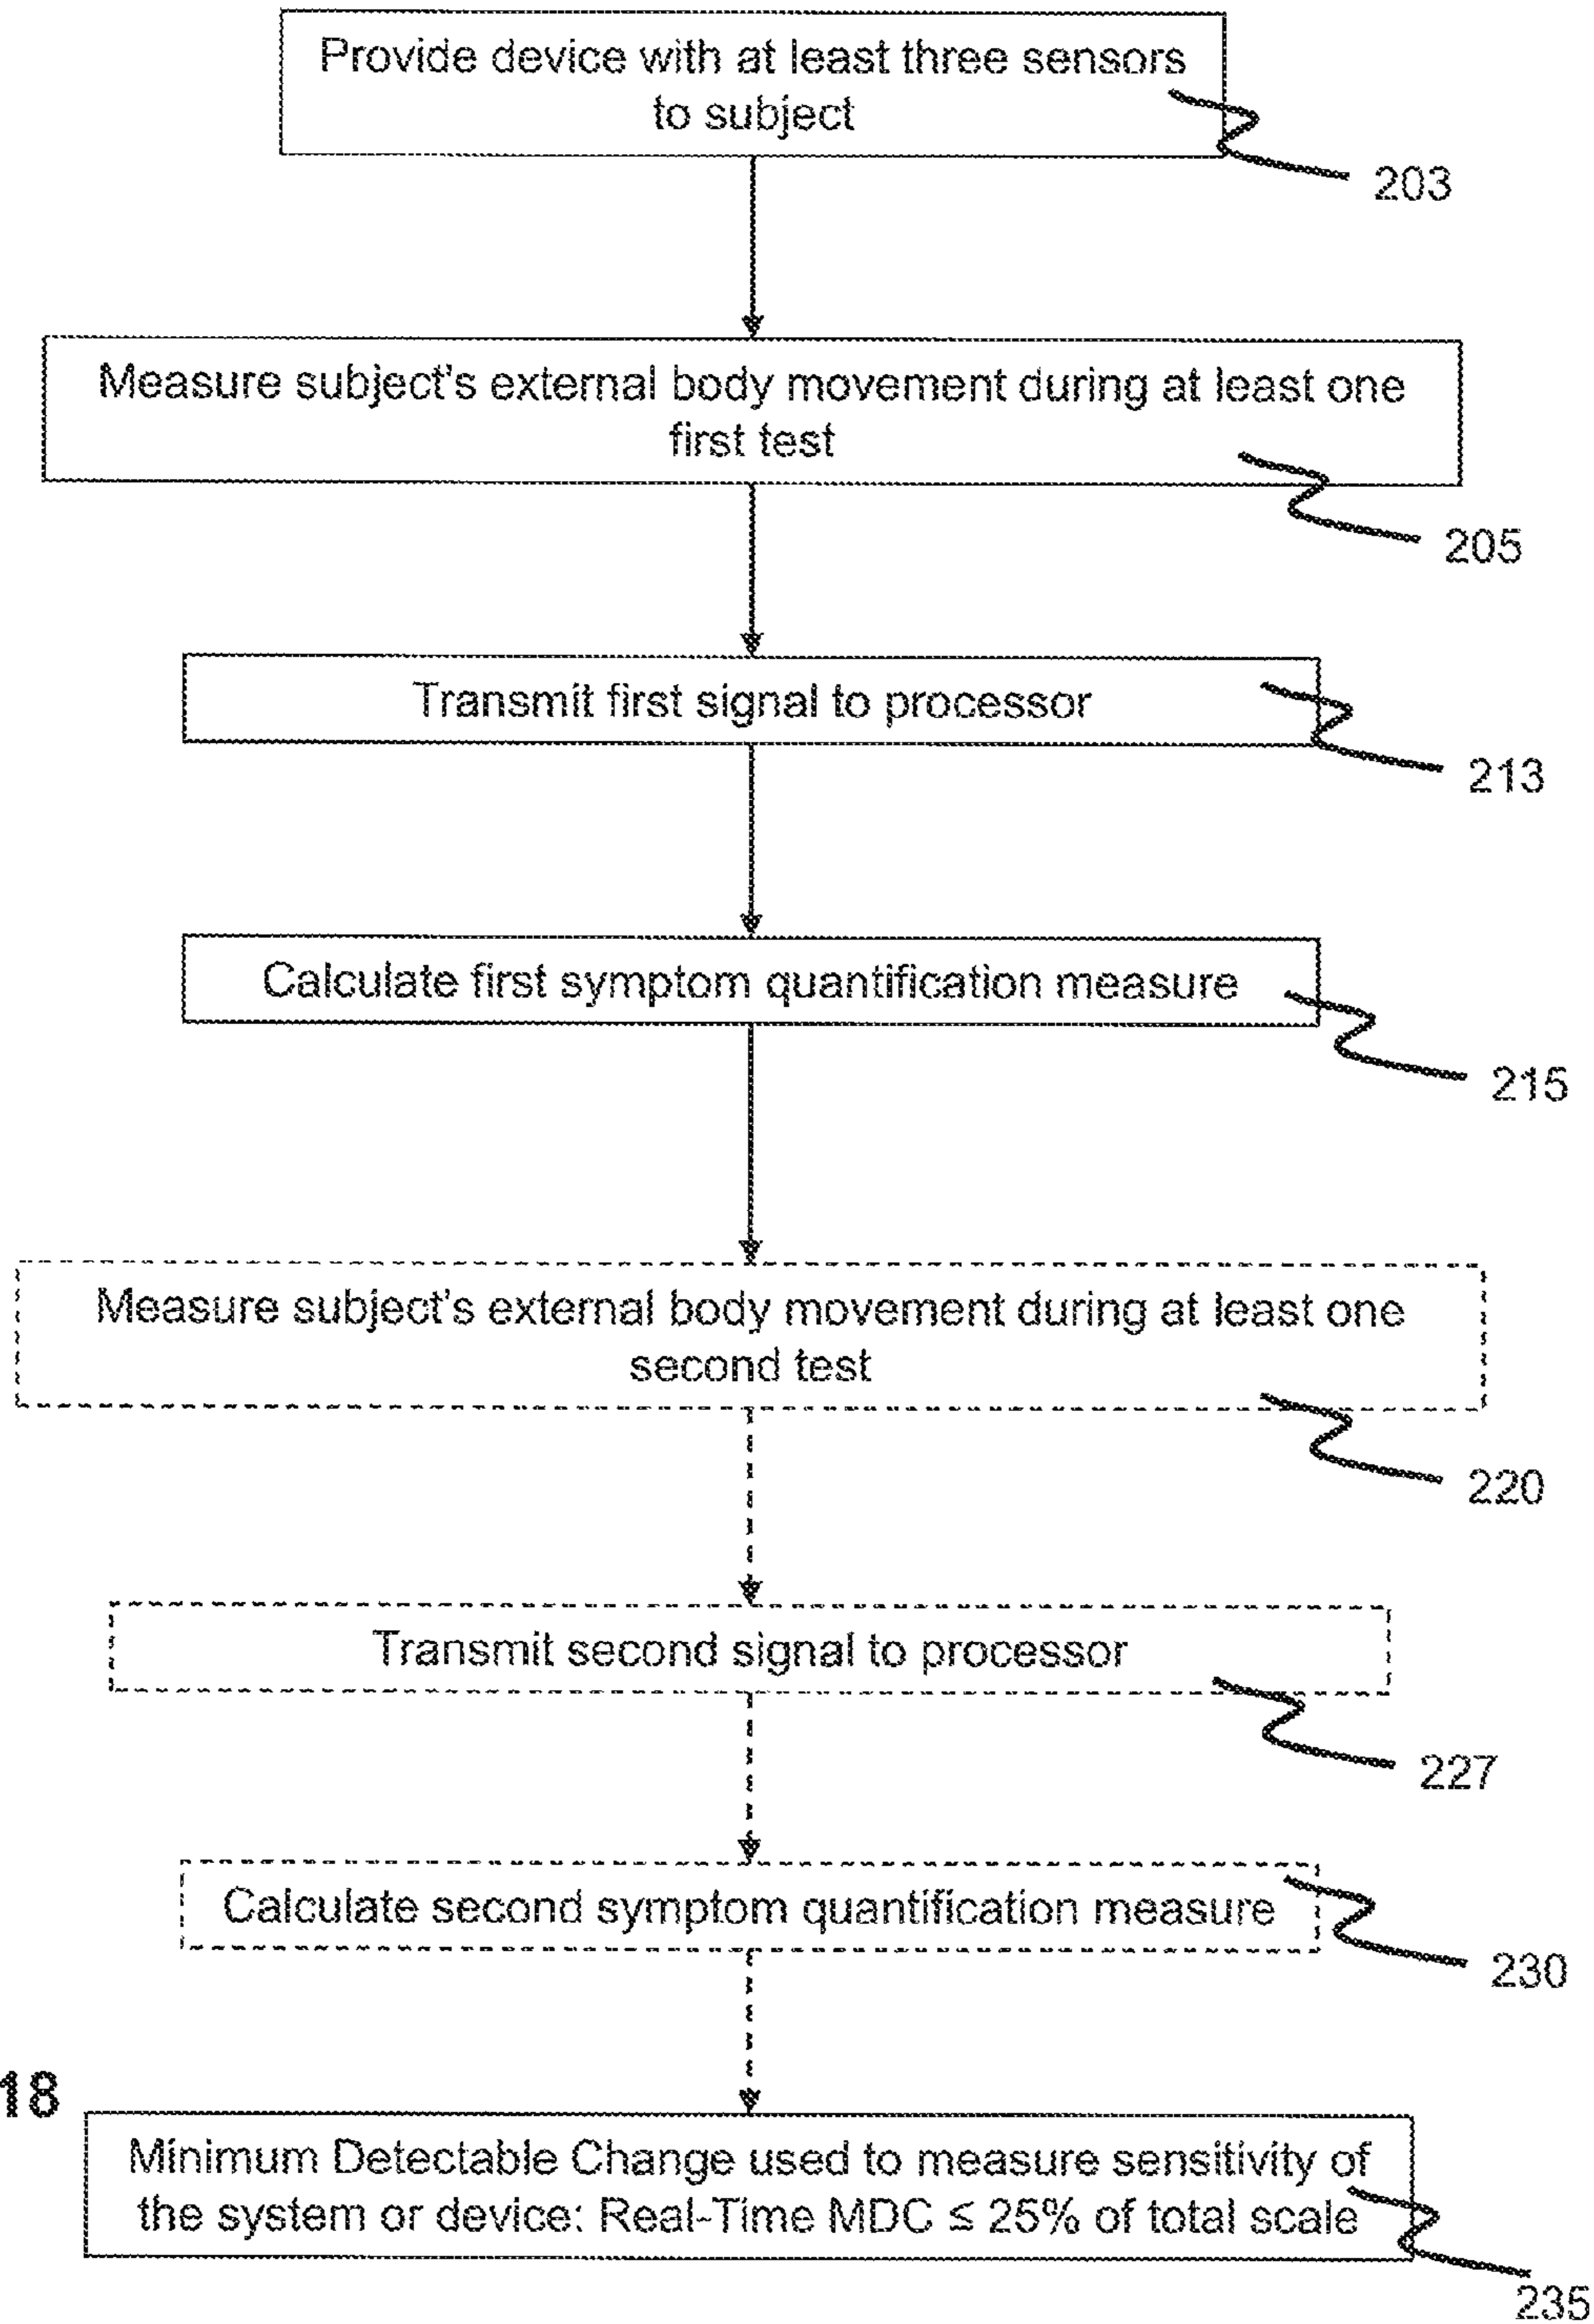 Provide device with at least three sensors
to subject
203
Measure subject's external body movement during at least one
first test
205
Transmit first signal to processor
213
Calculate first symptom quantification measure
215
Measure subject's external body movement during at least one
second test
220
Transmit second signal to processor
227
Calculate second symptom quantification measure
230
18
Minimum Detectable Change used to measure sensitivity of
the system or device: Real-Time MDC ≤ 25% of total scale
235